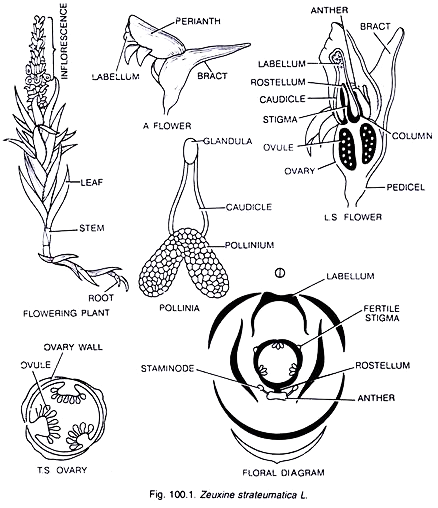 INFLORESCENCE
LEAF
STEM
ROOT
FLOWERING PLANT
PERIANTH
LABELLUM
BRACT
A FLOWER
ANTHER
BRACT
LABELLUM
ROSTELLUM
CAUDICLE
STIGMA
COLUMN
OVULE
OVARY
PEDICEL
L.S FLOWER
GLANDULA
CAUDICLE
POLLINIUM
POLLINIA
OVARY WALL
OVULE
T.S OVARY
LABELLUM
FERTILE
STIGMA
STAMINODE
ROSTELLUM
ANTHER
FLORAL DIAGRAM
Fig. 100.1. Zeuxine strateumatica L.